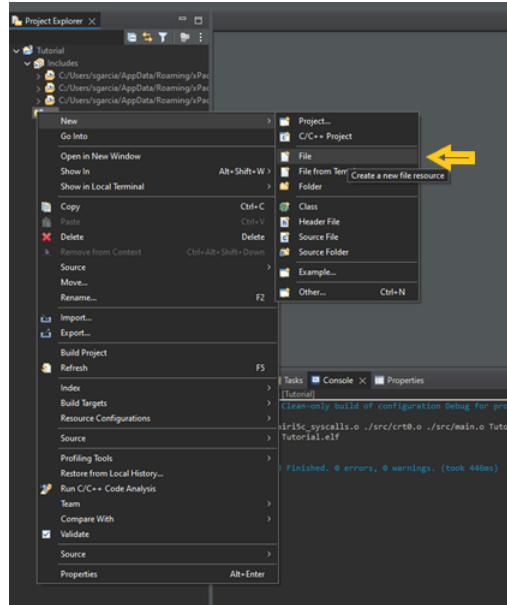 Project Explorer
Tutorial
Includes
C:/Users/sgarcia/AppData/Roaming/xPac
C:/Users/sgarcia/AppData/Roaming/xPac
C:/Users/sgarcia/AppData/Roaming/xPac
New
Go Into
Open in New Window
Show In Alt+Shift+W
Show in Local Terminal
Copy Ctrl+C
Paste Ctrl+V
Delete Delete
Remove from Context Ctrl+Alt+Shift+Down
Source
Move...
Rename... F2
Import...
Export...
Build Project
Refresh F5
Index
Build Targets
Resource Configurations
Source
Profiling Tools
Restore from Local History...
Run C/C++ Code Analysis
Team
Compare With
Validate
Source
Properties Alt+Enter
Project...
C/C++ Project
File
File from
Create a new file resource
Folder
Class
Header File
Source File
Source Folder
Example...
Other... Ctrl+N
Tasks Console Properties
[Tutorial]
Clean-only build of configuration Debug for pro
_syscalls.o ./src/crt0.o ./src/main.o Tuto
Tutorial.elf
Finished. 0 errors, 0 warnings. (took 446ms)